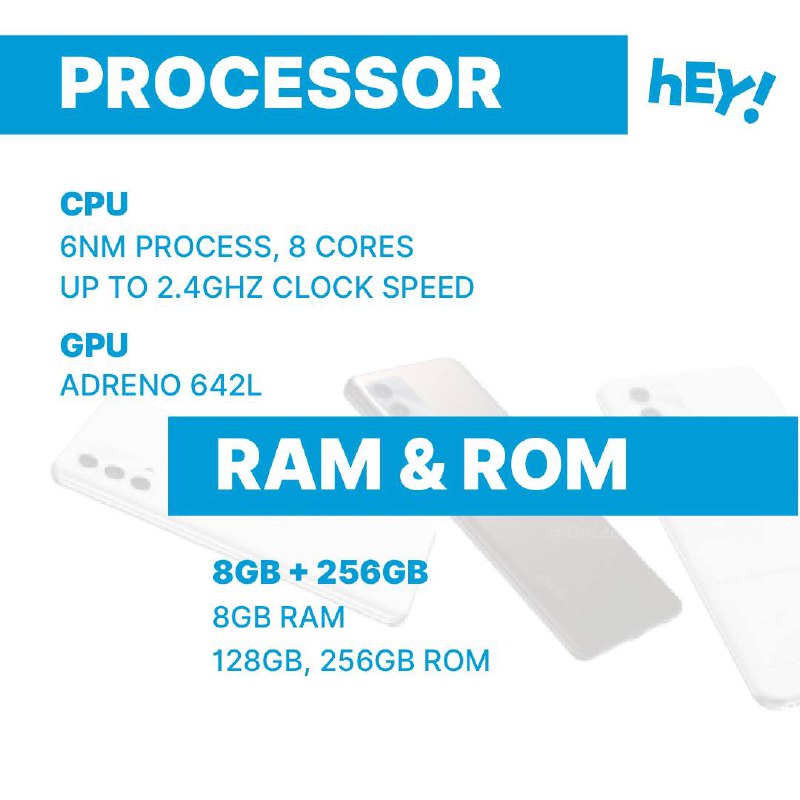 PROCESSOR
hEY!
CPU
6NM PROCESS, 8 CORES
UP TO 2.4GHZ CLOCK SPEED
GPU
ADRENO 642L
RAM & ROM
8GB + 256GB
8GB RAM
128GB, 256GB ROM